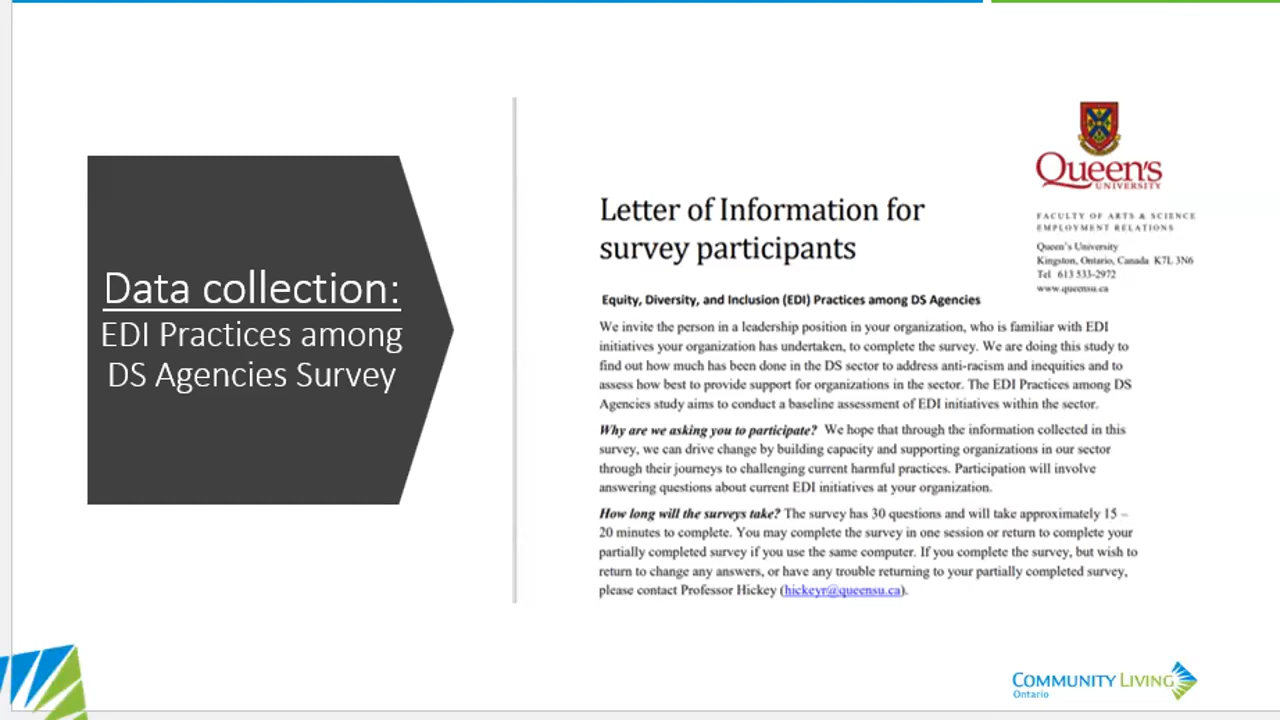 Data collection:
EDI Practices among
DS Agencies Survey
Queen's
UNIVERSITY
Letter of Information for
survey participants
FACULTY OF ARTS & SCIENCE
EMPLOYMENT RELATIONS
Queen's University
Kingston, Ontario, Canada K7L 3N6
Tel 613 533-2972
www.queensu.ca
Equity, Diversity, and Inclusion (EDI) Practices among DS Agencies
We invite the person in a leadership position in your organization, who is familiar with EDI
initiatives your organization has undertaken, to complete the survey. We are doing this study to
find out how much has been done in the DS sector to address anti-racism and inequities and to
assess how best to provide support for organizations in the sector. The EDI Practices among DS
Agencies study aims to conduct a baseline assessment of EDI initiatives within the sector.
Why are we asking you to participate? We hope that through the information collected in this
survey, we can drive change by building capacity and supporting organizations in our sector
through their journeys to challenging current harmful practices. Participation will involve
answering questions about current EDI initiatives at your organization.
How long will the surveys take? The survey has 30 questions and will take approximately 15 –
20 minutes to complete. You may complete the survey in one session or return to complete your
partially completed survey if you use the same computer. If you complete the survey, but wish to
return to change any answers, or have any trouble returning to your partially completed survey,
please contact Professor Hickey (hickeyr@queensu.ca).
COMMUNITY LIVING
Ontario